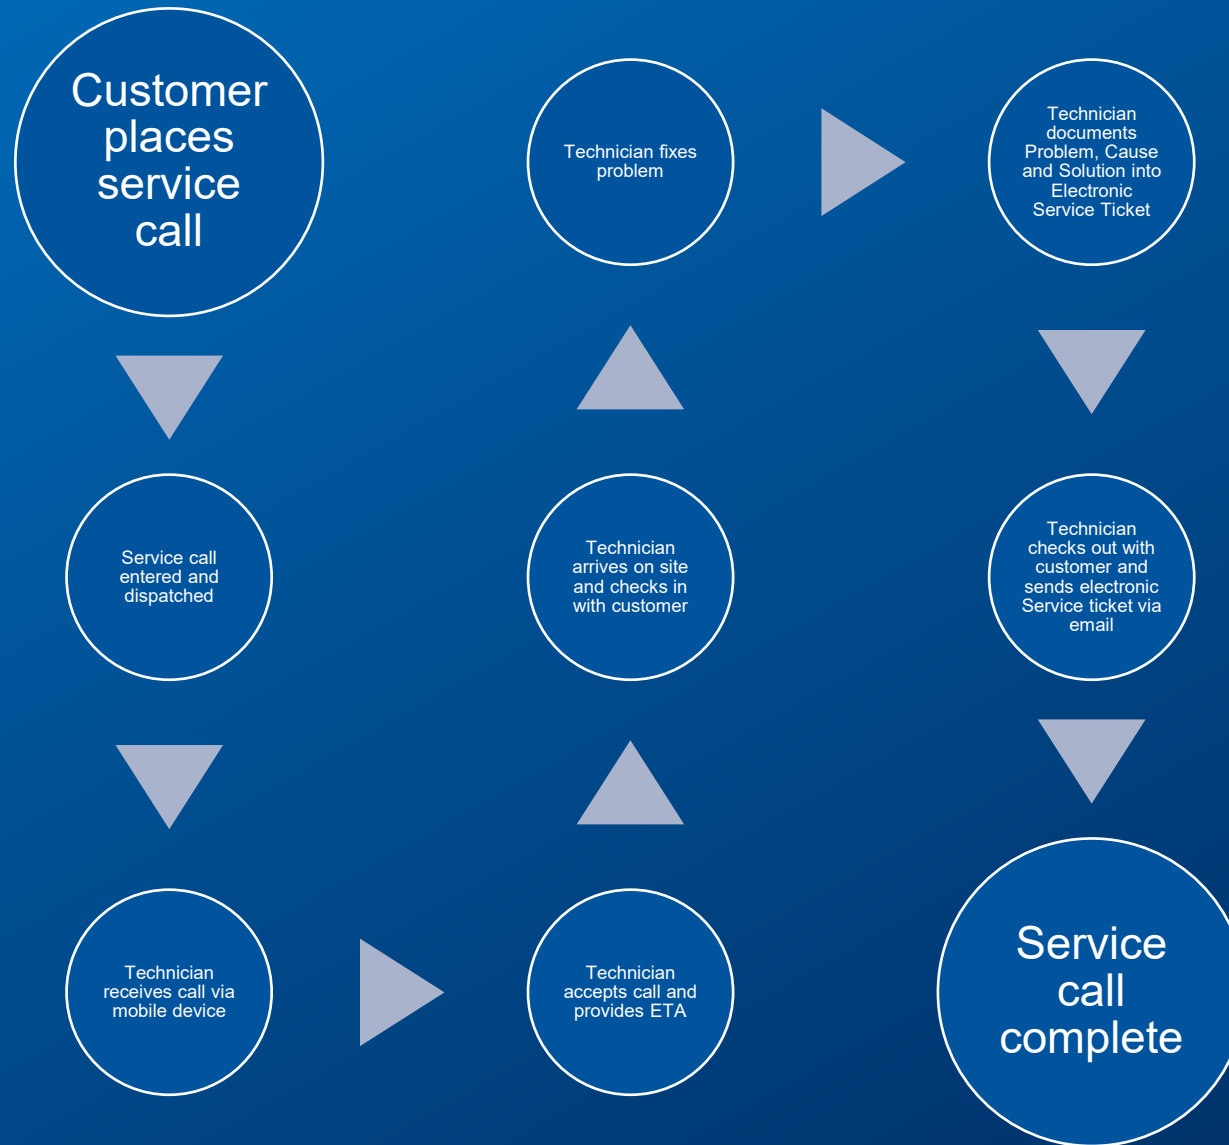 Customer
places
service
call
Service call
entered and
dispatched
Technician
receives call via
mobile device
Technician
accepts call and
provides ETA
Technician
arrives on site
and checks in
with customer
Technician fixes
problem
Technician
documents
Problem, Cause
and Solution into
Electronic
Service Ticket
Technician
checks out with
customer and
sends electronic
Service ticket via
email
Service
call
complete